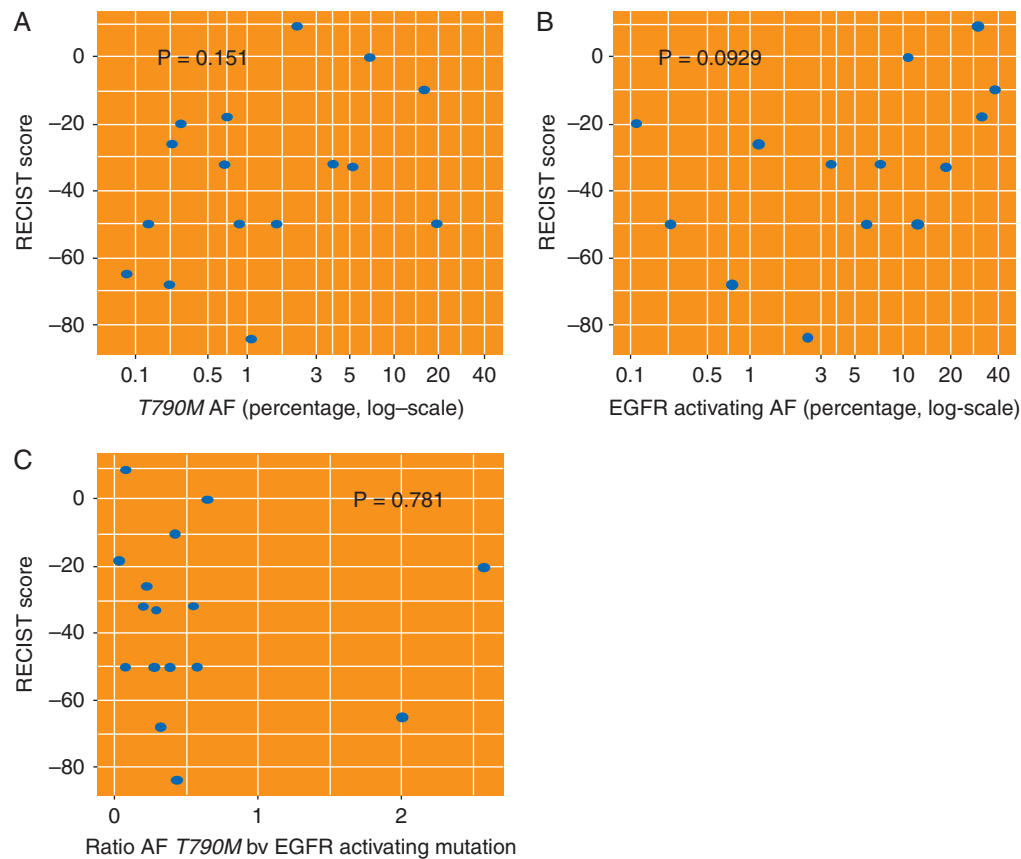 A
P = 0.151
RECIST score
0
−20
−40
−60
−80
0.1 0.5 1 3 5 10 20 40
T790M AF (percentage, log–scale)
B
P = 0.0929
RECIST score
0
−20
−40
−60
−80
0.1 0.5 1 3 5 10 20 40
EGFR activating AF (percentage, log-scale)
C
P = 0.781
RECIST score
0
−20
−40
−60
−80
0 1 2
Ratio AF T790M bv EGFR activating mutation